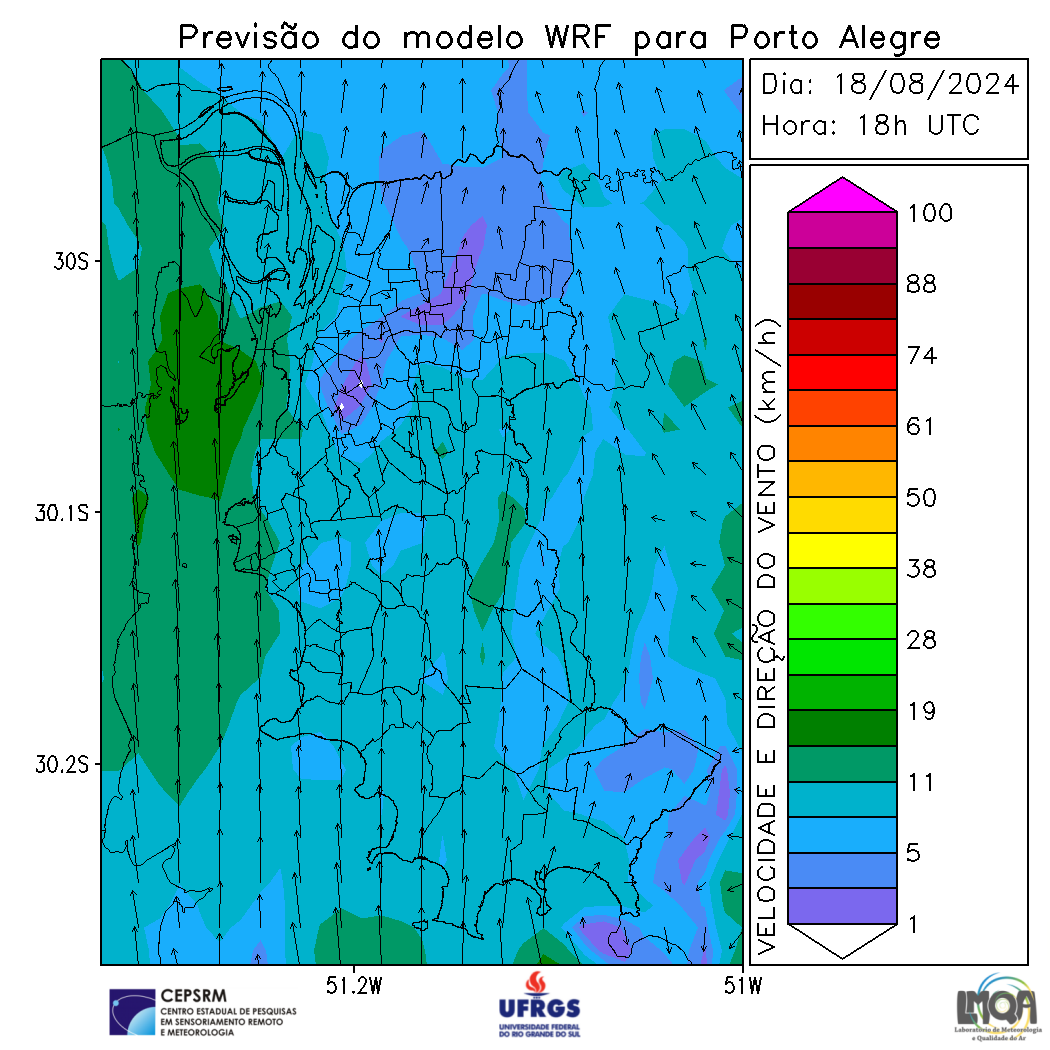 Previsão do modelo WRF para Porto Alegre
Dia: 18/08/2024
Hora: 18h UTC
30S
30.1S
30.2S
51.2W
51W
VELOCIDADE E DIREÇÃO DO VENTO (km/h)
100
88
74
61
50
38
28
19
11
5
1
CEPSRM
CENTRO ESTADUAL DE PESQUISAS
EM SENSORIAMENTO REMOTO
E METEOROLOGIA
UFRGS
UNIVERSIDADE FEDERAL
DO RIO GRANDE DO SUL
LMQA
Laboratório de Meteorologia
e Qualidade do Ar